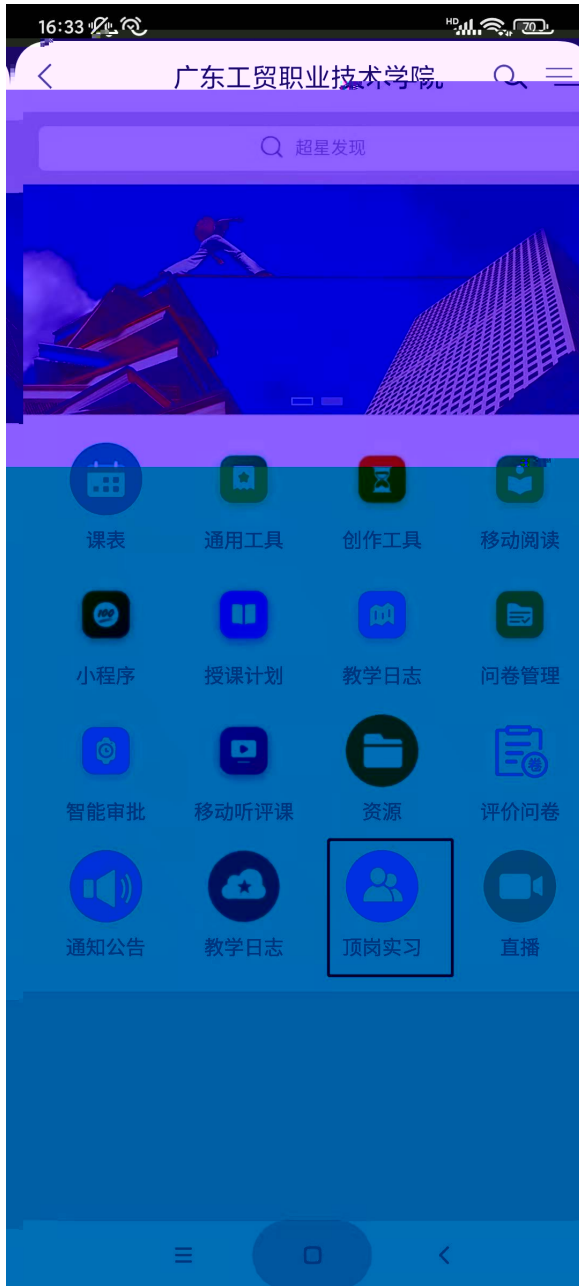 16:33 HD 70
广东工贸职业技术学院
超星发现
课表 通用工具 创作工具 移动阅读
小程序 授课计划 教学日志 问卷管理
卷
智能审批 移动听评课 资源 评价问卷
通知公告 教学日志 顶岗实习 直播